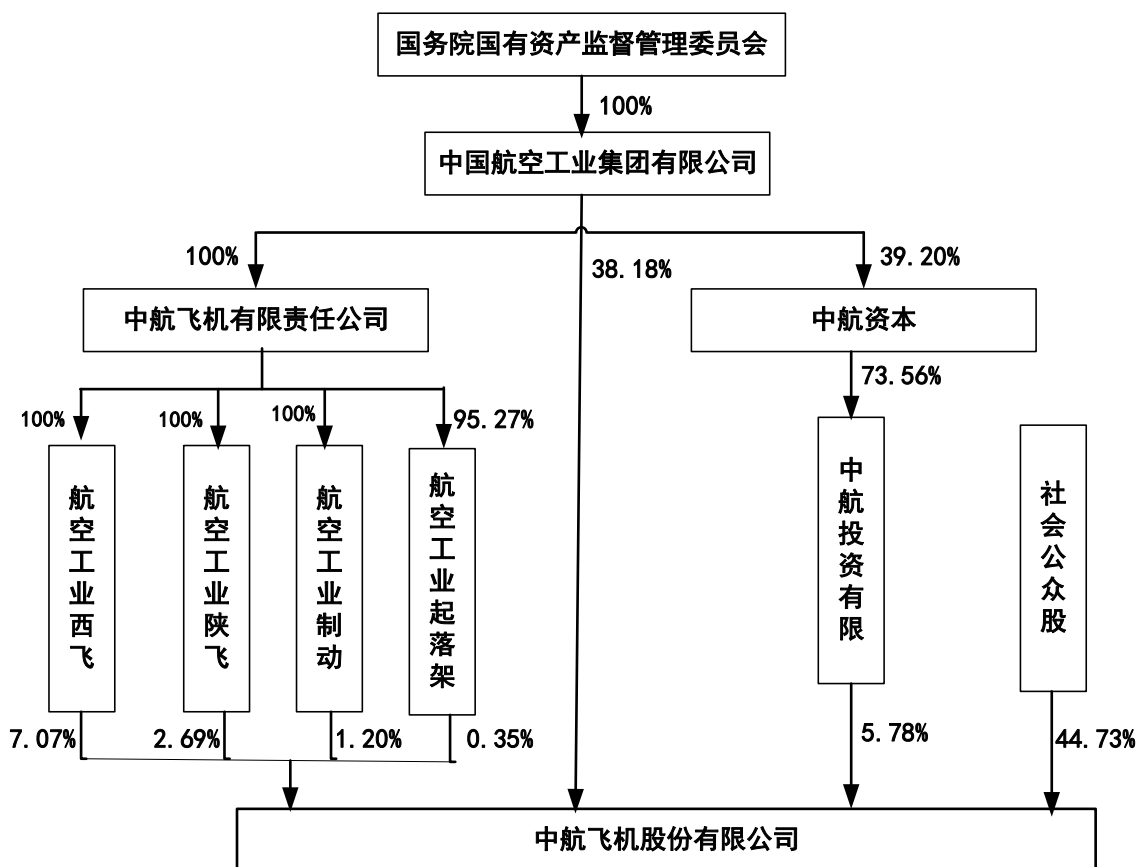 国务院国有资产监督管理委员会
100%
中国航空工业集团有限公司
100%
38.18%
39.20%
中航飞机有限责任公司
中航资本
73.56%
100%
100%
100%
95.27%
航空工业西飞
航空工业陕飞
航空工业制动
航空工业起落架
中航投资有限
社会公众股
7.07%
2.69%
1.20%
0.35%
5.78%
44.73%
中航飞机股份有限公司